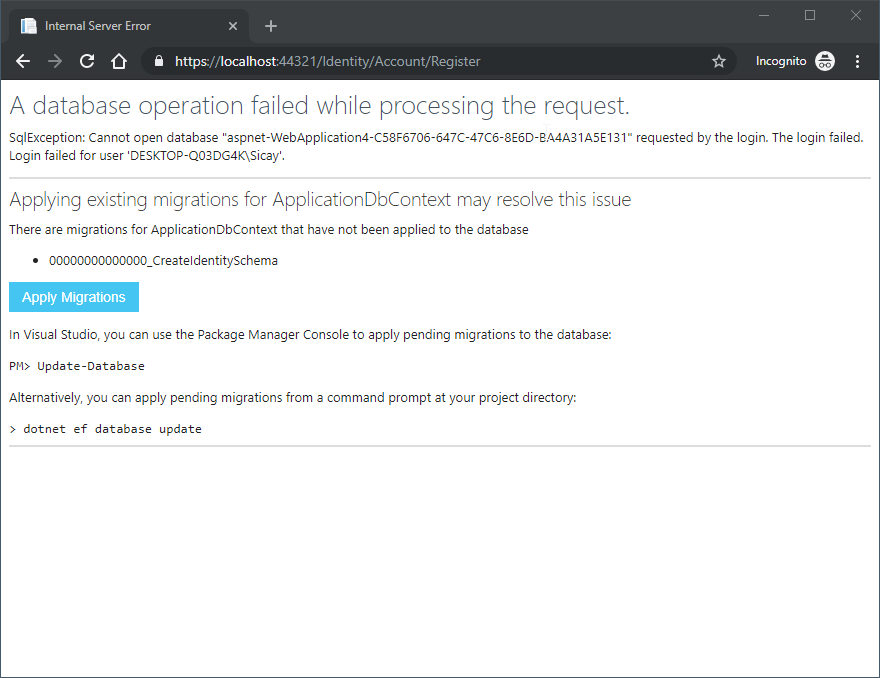 Internal Server Error
https://localhost:44321/Identity/Account/Register
Incognito
A database operation failed while processing the request.
SqlException: Cannot open database "aspnet-WebApplication4-C58F6706-647C-47C6-8E6D-BA4A31A5E131" requested by the login. The login failed.
Login failed for user 'DESKTOP-Q03DG4K\Sicay'.
Applying existing migrations for ApplicationDbContext may resolve this issue
There are migrations for ApplicationDbContext that have not been applied to the database
• 00000000000000_CreateIdentitySchema
Apply Migrations
In Visual Studio, you can use the Package Manager Console to apply pending migrations to the database:
PM> Update-Database
Alternatively, you can apply pending migrations from a command prompt at your project directory:
> dotnet ef database update